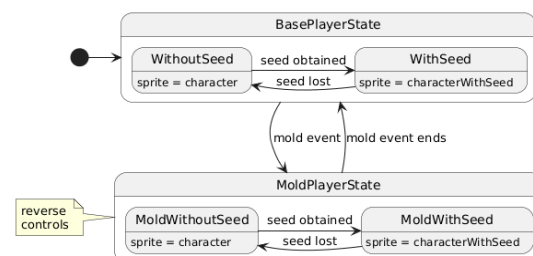 BasePlayerState
WithoutSeed
sprite = character
seed obtained
seed lost
WithSeed
sprite = characterWithSeed
mold event
mold event ends
MoldPlayerState
reverse
controls
MoldWithoutSeed
sprite = character
seed obtained
seed lost
MoldWithSeed
sprite = characterWithSeed